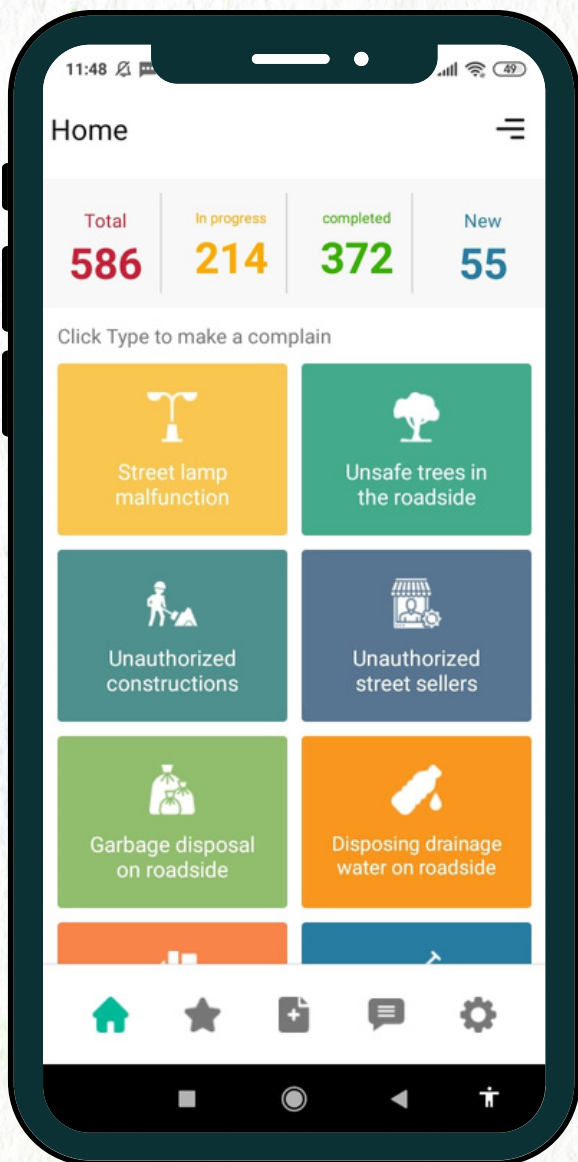 11:48
49
Home
Total
In progress
completed
New
586
214
372
55
Click Type to make a complain
Street lamp
malfunction
Unsafe trees in
the roadside
Unauthorized
constructions
Unauthorized
street sellers
Garbage disposal
on roadside
Disposing drainage
water on roadside